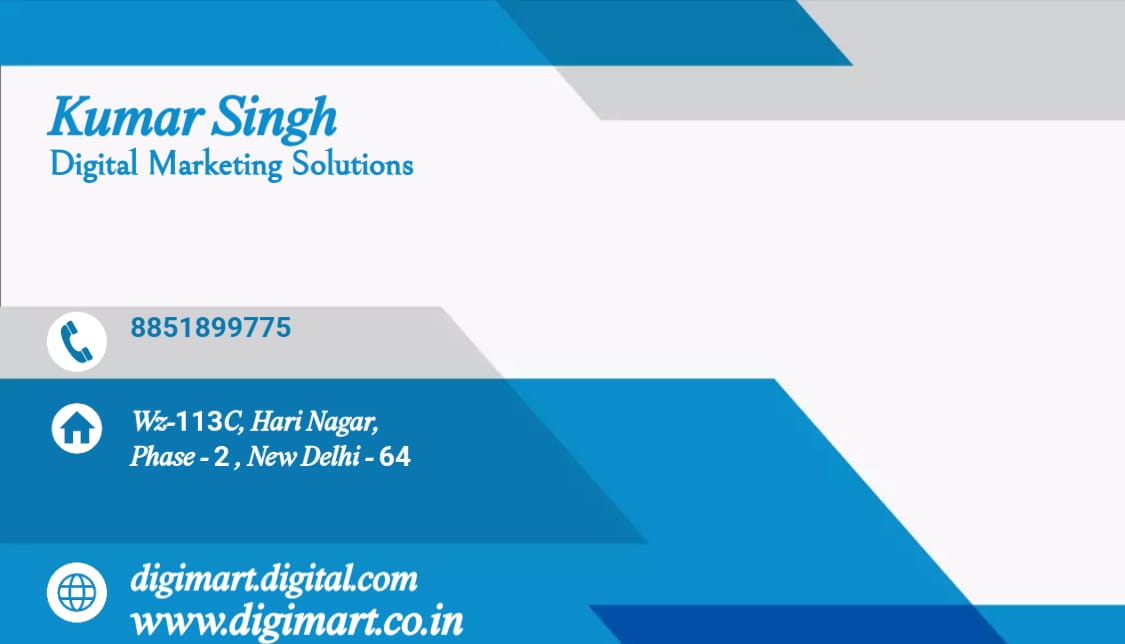 Kumar Singh
Digital Marketing Solutions
8851899775
Wz-113C, Hari Nagar,
Phase - 2 , New Delhi - 64
digimart.digital.com
www.digimart.co.in